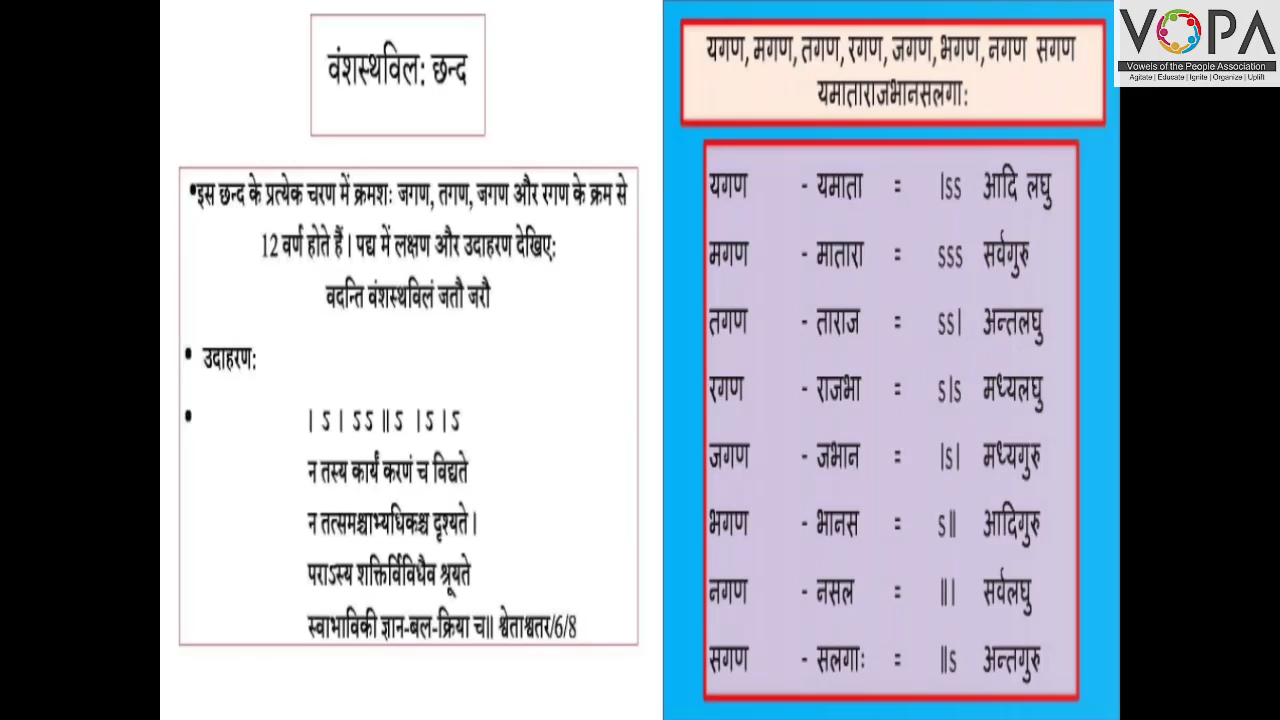 वंशस्थविल: छन्द
•इस छन्द के प्रत्येक चरण में क्रमशः जगण, तगण, जगण और रगण के क्रम से
12 वर्ण होते हैं। पद्य में लक्षण और उदाहरण देखिए:
वदन्ति वंशस्थविलं जतौ जरौ
• उदाहरण:
• । ऽ । ऽ ऽ ॥ ऽ । ऽ । ऽ
न तस्य कार्यं करणं च विद्यते
न तत्समश्चाभ्यधिकश्च दृश्यते।
पराऽस्य शक्तिर्विविधैव श्रूयते
स्वाभाविकी ज्ञान-बल-क्रिया च॥ श्वेताश्वतर/6/8
यगण, मगण, तगण, रगण, जगण, भगण, नगण सगण
यमाताराजभानसलगाः
यगण - यमाता = |ss आदि लघु
मगण - मातारा = sss सर्वगुरु
तगण - ताराज = ss| अन्तलघु
रगण - राजभा = s|s मध्यलघु
जगण - जभान = |s| मध्यगुरु
भगण - भानस = s|| आदिगुरु
नगण - नसल = ||| सर्वलघु
सगण - सलगाः = ||s अन्तगुरु
VOPA
Vowels of the People Association
Agitate | Educate | Ignite | Organize | Uplift